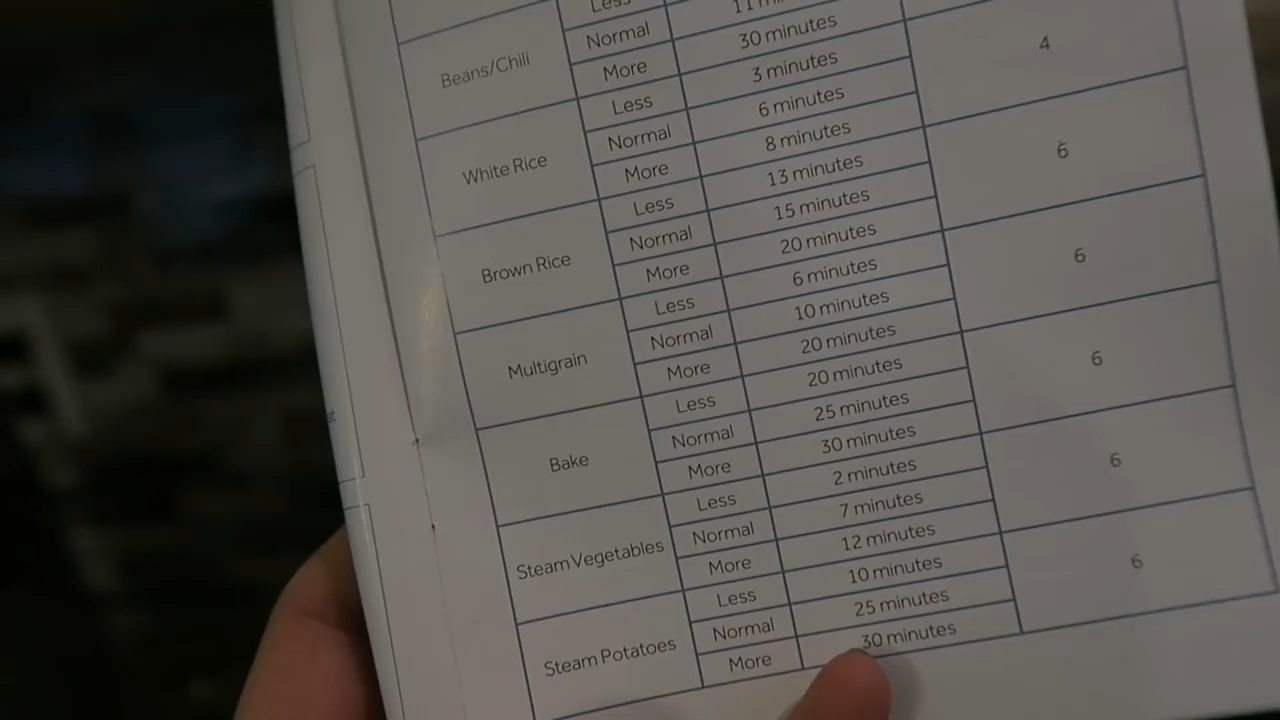 Less
Beans/Chili Normal
More 30 minutes
Less 3 minutes
White Rice Normal 6 minutes 4
More 8 minutes
Less 13 minutes
Brown Rice Normal 15 minutes 6
More 20 minutes
Less 6 minutes
Multigrain Normal 10 minutes 6
More 20 minutes
Less 20 minutes
Bake Normal 25 minutes 6
More 30 minutes
Less 2 minutes
Steam Vegetables Normal 7 minutes 6
More 12 minutes
Less 10 minutes
Steam Potatoes Normal 25 minutes 6
More 30 minutes